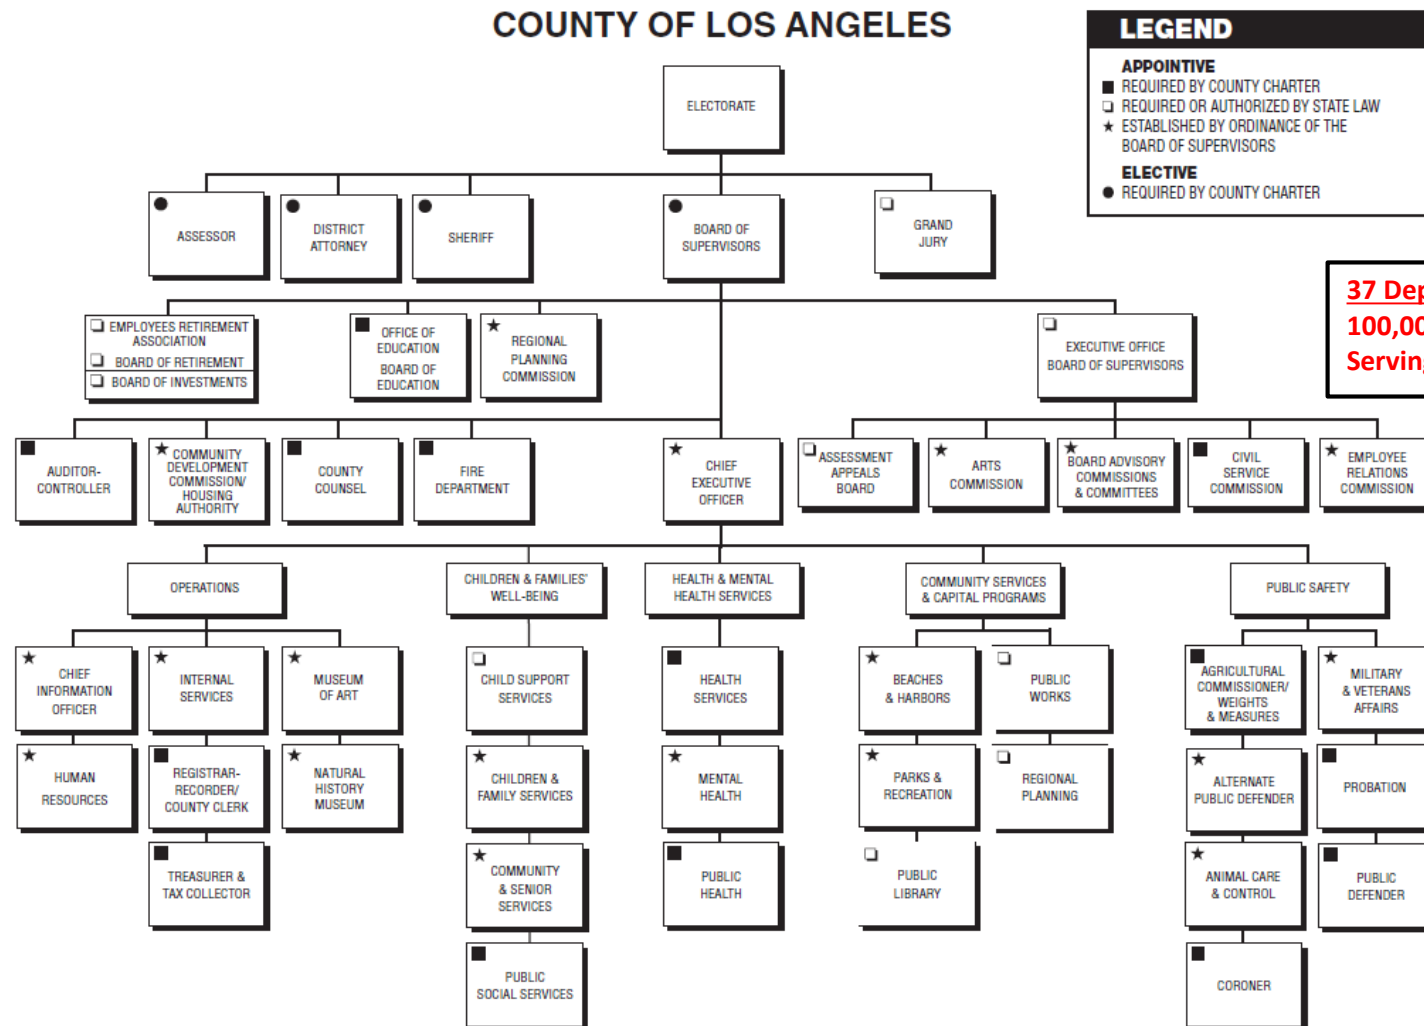 COUNTY OF LOS ANGELES
LEGEND
APPOINTIVE
REQUIRED BY COUNTY CHARTER
REQUIRED OR AUTHORIZED BY STATE LAW
ESTABLISHED BY ORDINANCE OF THE
BOARD OF SUPERVISORS
ELECTIVE
REQUIRED BY COUNTY CHARTER
ELECTORATE
ASSESSOR
DISTRICT
ATTORNEY
SHERIFF
BOARD OF
SUPERVISORS
GRAND
JURY
37 Dep
100,00
Serving
EMPLOYEES RETIREMENT
ASSOCIATION
BOARD OF RETIREMENT
BOARD OF INVESTMENTS
OFFICE OF
EDUCATION
BOARD OF
EDUCATION
REGIONAL
PLANNING
COMMISSION
EXECUTIVE OFFICE
BOARD OF SUPERVISORS
AUDITOR-
CONTROLLER
COMMUNITY
DEVELOPMENT
COMMISSION/
HOUSING
AUTHORITY
COUNTY
COUNSEL
FIRE
DEPARTMENT
CHIEF
EXECUTIVE
OFFICER
ASSESSMENT
APPEALS
BOARD
ARTS
COMMISSION
BOARD ADVISORY
COMMISSIONS
& COMMITTEES
CIVIL
SERVICE
COMMISSION
EMPLOYEE
RELATIONS
COMMISSION
OPERATIONS
CHILDREN & FAMILIES'
WELL-BEING
HEALTH & MENTAL
HEALTH SERVICES
COMMUNITY SERVICES
& CAPITAL PROGRAMS
PUBLIC SAFETY
CHIEF
INFORMATION
OFFICER
INTERNAL
SERVICES
MUSEUM
OF ART
CHILD SUPPORT
SERVICES
HEALTH
SERVICES
BEACHES
& HARBORS
PUBLIC
WORKS
AGRICULTURAL
COMMISSIONER/
WEIGHTS
& MEASURES
MILITARY
& VETERANS
AFFAIRS
HUMAN
RESOURCES
REGISTRAR-
RECORDER/
COUNTY CLERK
NATURAL
HISTORY
MUSEUM
CHILDREN &
FAMILY SERVICES
MENTAL
HEALTH
PARKS &
RECREATION
REGIONAL
PLANNING
ALTERNATE
PUBLIC DEFENDER
PROBATION
TREASURER &
TAX COLLECTOR
COMMUNITY
& SENIOR
SERVICES
PUBLIC
HEALTH
PUBLIC
LIBRARY
ANIMAL CARE
& CONTROL
PUBLIC
DEFENDER
PUBLIC
SOCIAL SERVICES
CORONER